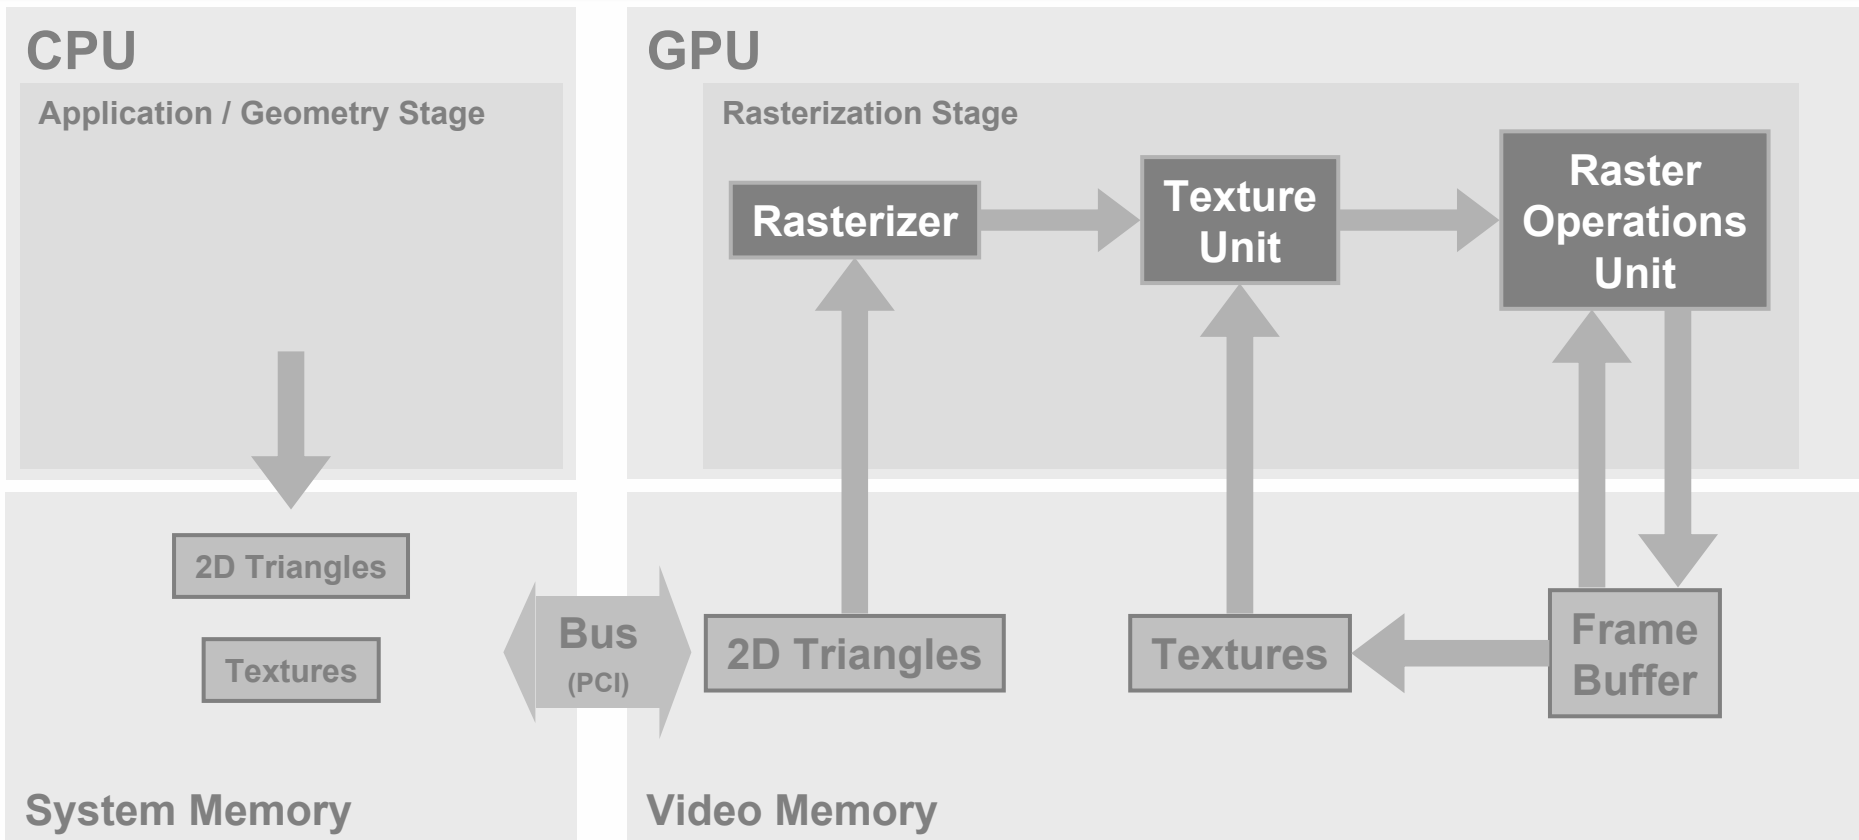 CPU
Application / Geometry Stage
2D Triangles
Textures
System Memory
Bus
(PCI)
GPU
Rasterization Stage
Rasterizer
Texture
Unit
Raster
Operations
Unit
2D Triangles
Textures
Frame
Buffer
Video Memory